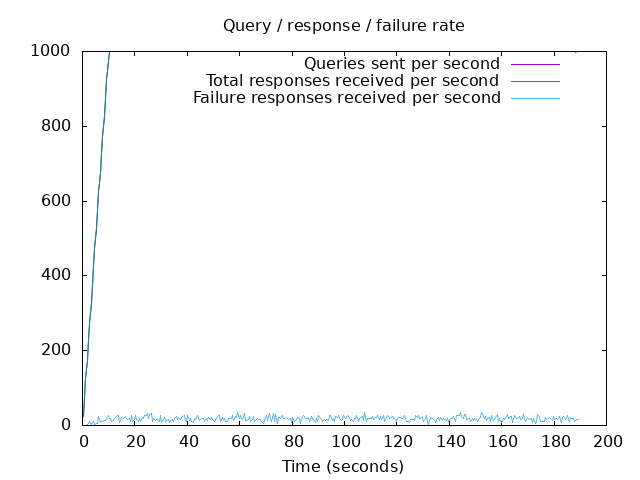 Query / response / failure rate
Queries sent per second
Total responses received per second
Failure responses received per second
1000
800
600
400
200
0
0 20 40 60 80 100 120 140 160 180 200
Time (seconds)